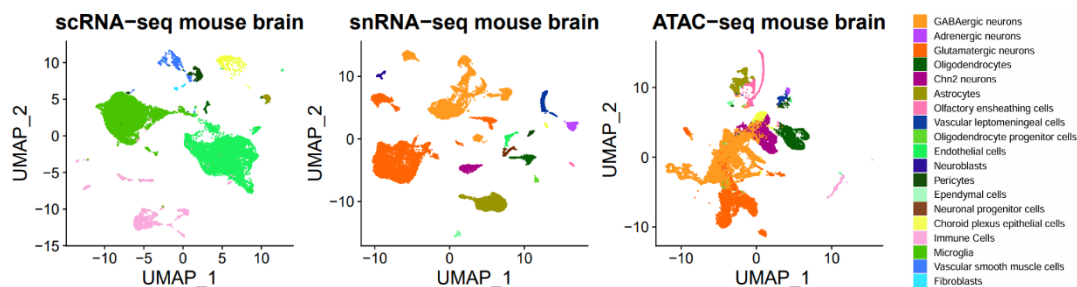 scRNA−seq mouse brain
snRNA−seq mouse brain
ATAC−seq mouse brain
UMAP_2
10
5
0
−5
−10
−15
−10
−5
0
5
10
UMAP_1
UMAP_2
10
0
−10
−10
0
10
UMAP_1
UMAP_2
10
0
−10
−10
0
10
20
UMAP_1
GABAergic neurons
Adrenergic neurons
Glutamatergic neurons
Oligodendrocytes
Chn2 neurons
Astrocytes
Olfactory ensheathing cells
Vascular leptomeningeal cells
Oligodendrocyte progenitor cells
Endothelial cells
Neuroblasts
Pericytes
Ependymal cells
Neuronal progenitor cells
Choroid plexus epithelial cells
Immune Cells
Microglia
Vascular smooth muscle cells
Fibroblasts